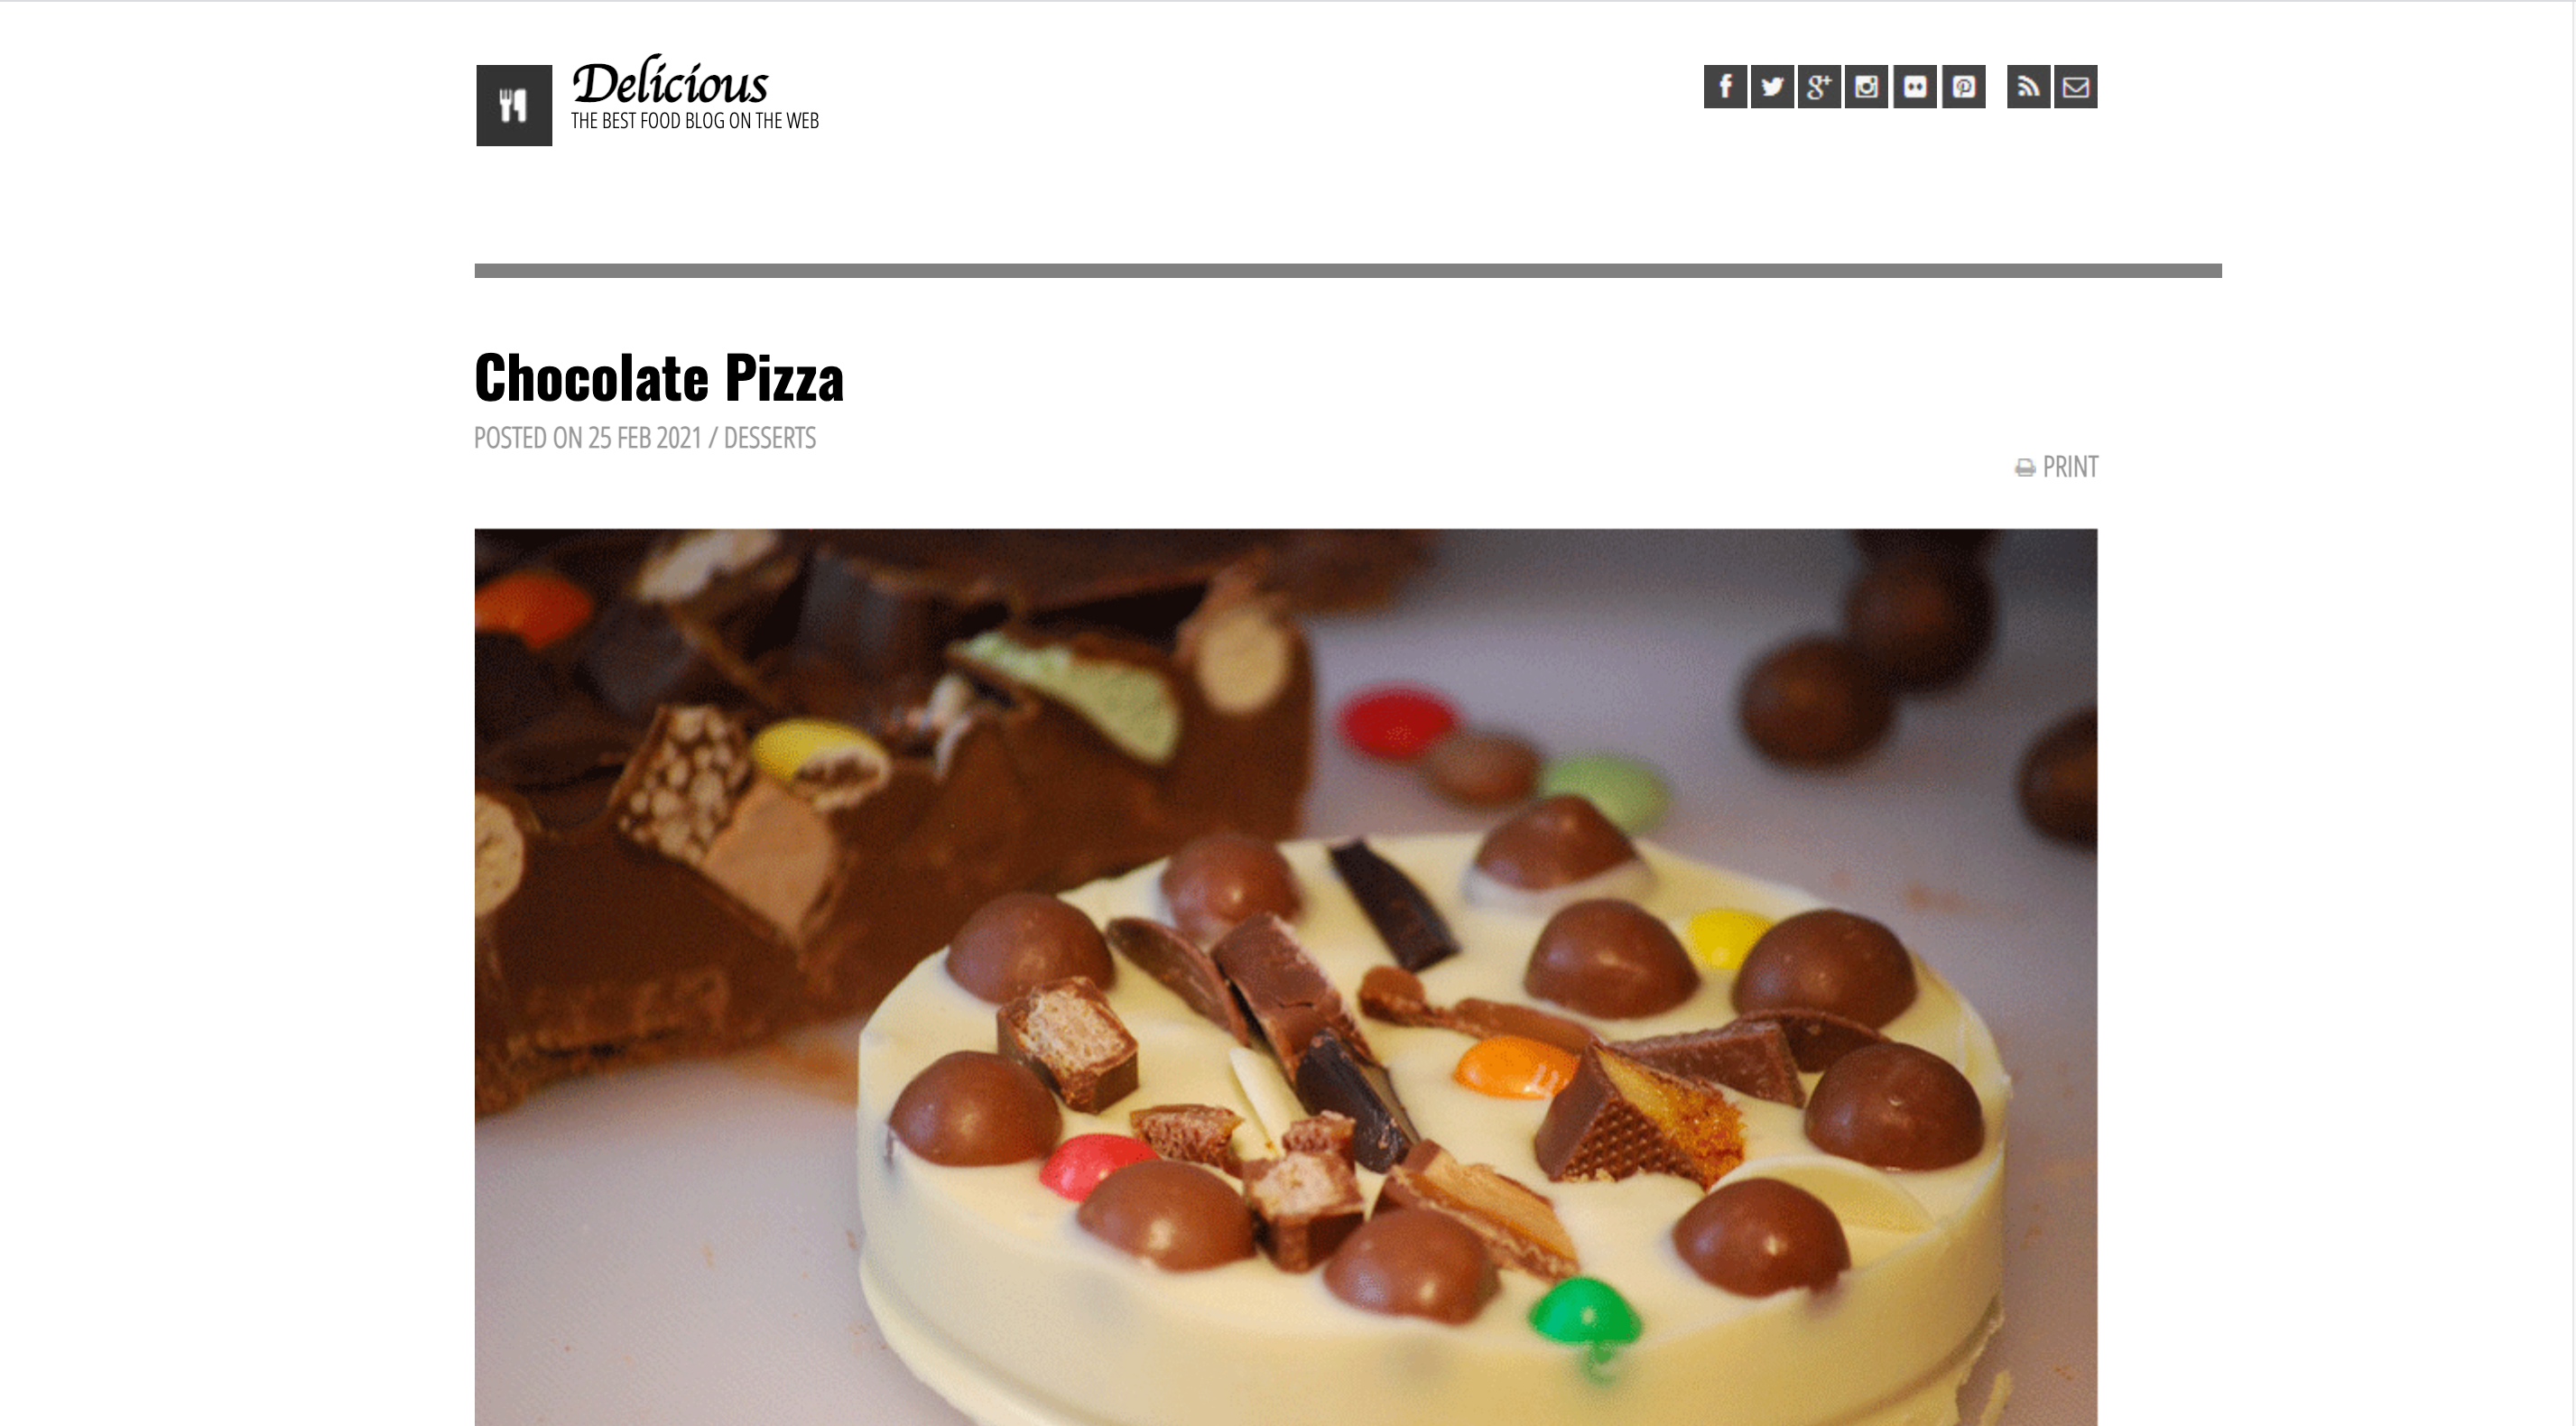 Delicious
THE BEST FOOD BLOG ON THE WEB
Chocolate Pizza
POSTED ON 25 FEB 2021 / DESSERTS
PRINT